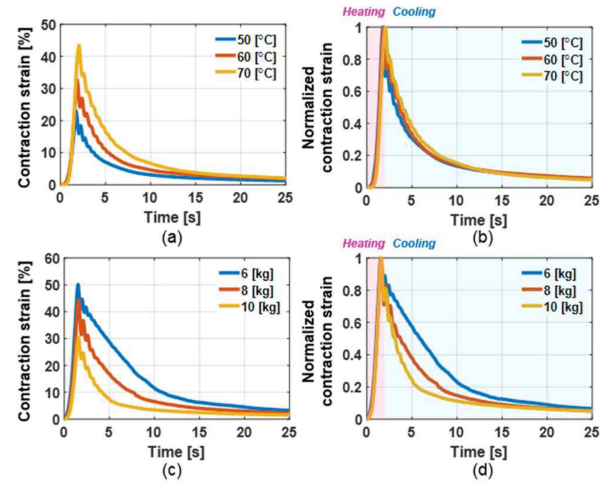 Contraction strain [%]
50
40
30
20
10
0
50 [°C]
60 [°C]
70 [°C]
0 5 10 15 20 25
Time [s]
(a)
Heating Cooling
Normalized
contraction strain
1
0.8
0.6
0.4
0.2
0
50 [°C]
60 [°C]
70 [°C]
0 5 10 15 20 25
Time [s]
(b)
Contraction strain [%]
60
50
40
30
20
10
0
6 [kg]
8 [kg]
10 [kg]
0 5 10 15 20 25
Time [s]
(c)
Heating Cooling
Normalized
contraction strain
1
0.8
0.6
0.4
0.2
0
6 [kg]
8 [kg]
10 [kg]
0 5 10 15 20 25
Time [s]
(d)